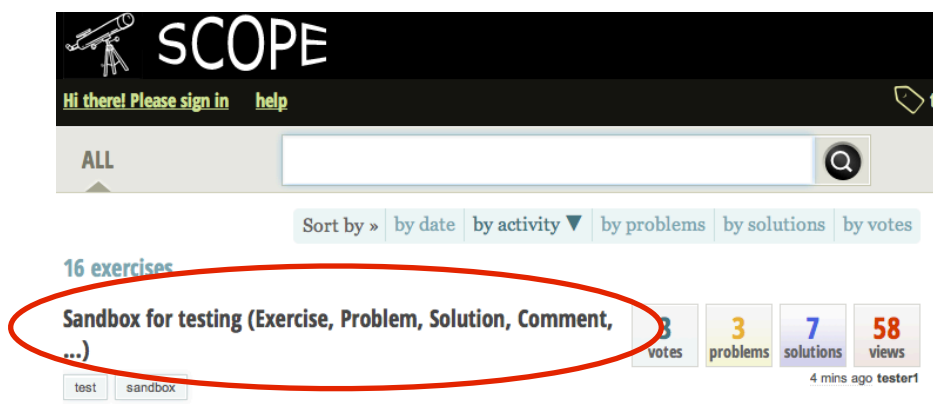 SCOPE
Hi there! Please sign in help
ALL
Sort by » by date by activity ▼ by problems by solutions by votes
16 exercises
Sandbox for testing (Exercise, Problem, Solution, Comment, ...)
votes
3 problems
7 solutions
58 views
test sandbox
4 mins ago tester1